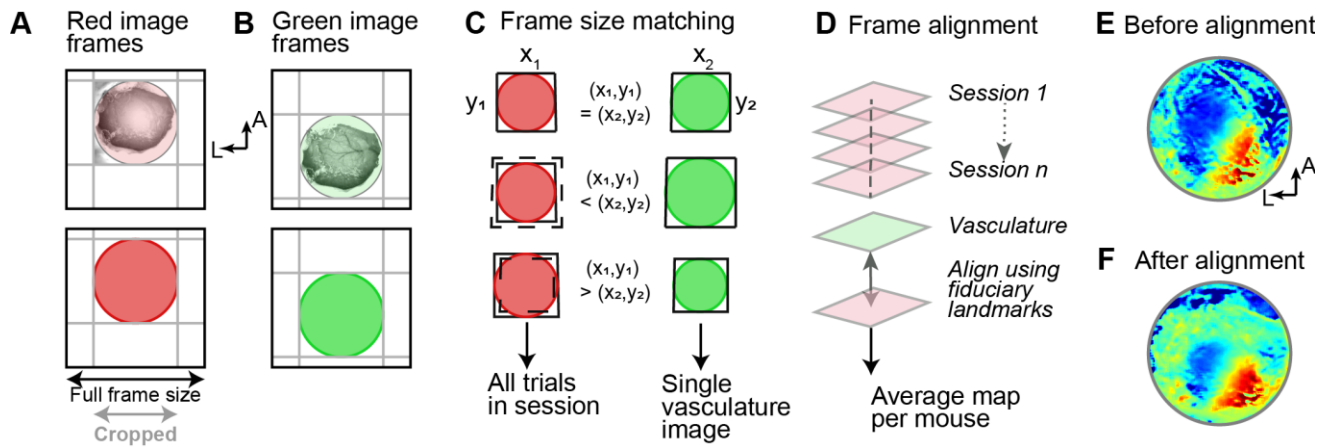 A Red image
frames
B Green image
frames
C Frame size matching
D Frame alignment
E Before alignment
L A
Full frame size
Cropped
x₁
y₁
(x₁,y₁)
= (x₂,y₂)
x₂
y₂
(x₁,y₁)
< (x₂,y₂)
(x₁,y₁)
> (x₂,y₂)
All trials
in session
Single
vasculature
image
Session 1
Session n
Vasculature
Align using
fiduciary
landmarks
Average map
per mouse
L A
F After alignment